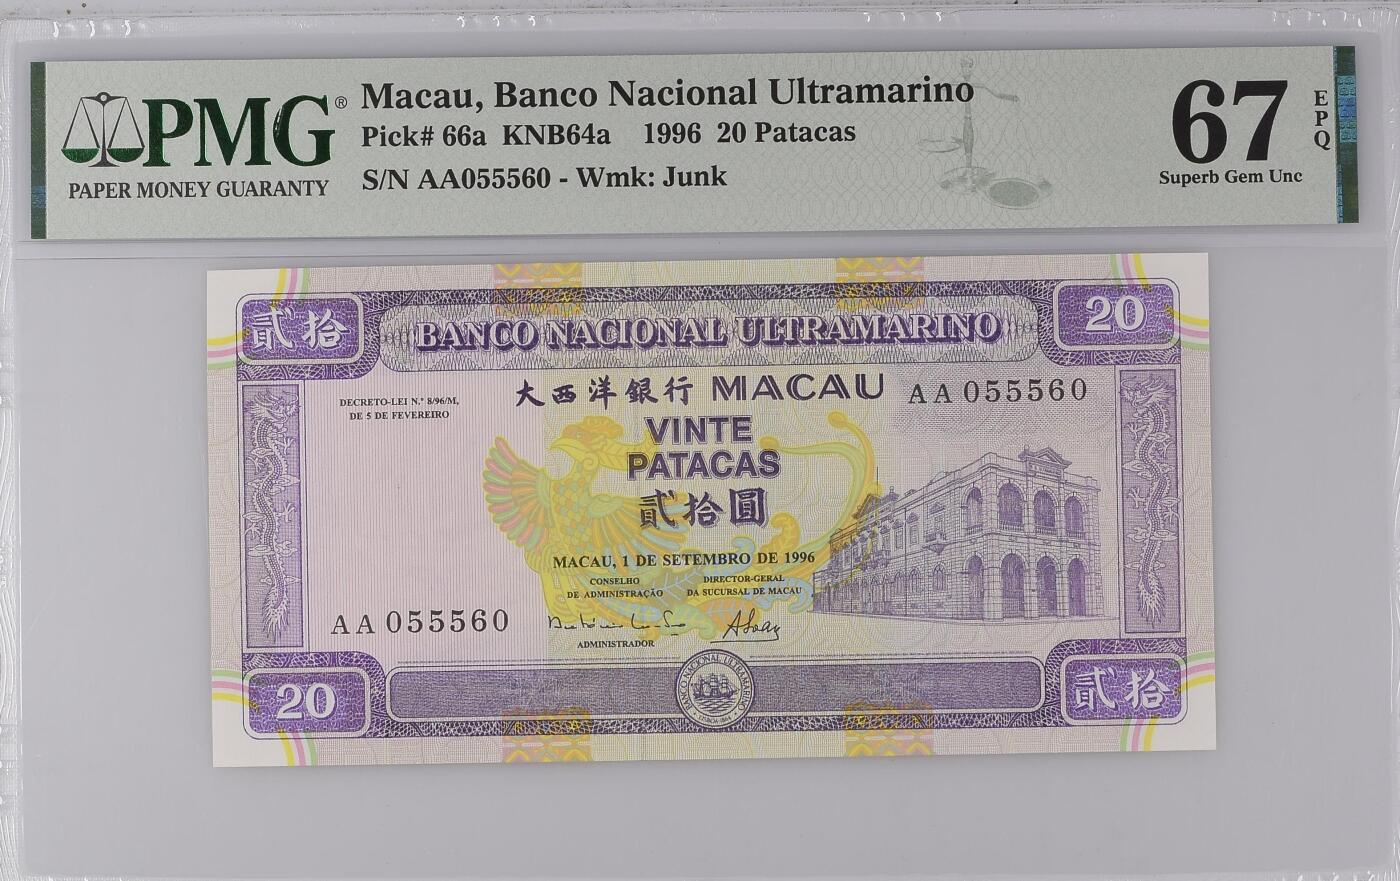 PMG®
PAPER MONEY GUARANTY
Macau, Banco Nacional Ultramarino
Pick# 66a KNB64a 1996 20 Patacas
S/N AA055560 - Wmk: Junk
67
EPQ
Superb Gem Unc
貳拾
BANCO NACIONAL ULTRAMARINO
20
大西洋銀行 MACAU
AA055560
DECRETO-LEI N.º 8/96/M,
DE 5 DE FEVEREIRO
VINTE
PATACAS
貳拾圓
MACAU, 1 DE SETEMBRO DE 1996
CONSELHO
DE ADMINISTRAÇÃO
DIRECTOR-GERAL
DA SUCURSAL DE MACAU
AA055560
ADMINISTRADOR
20
BANCO NACIONAL ULTRAMARINO
貳拾